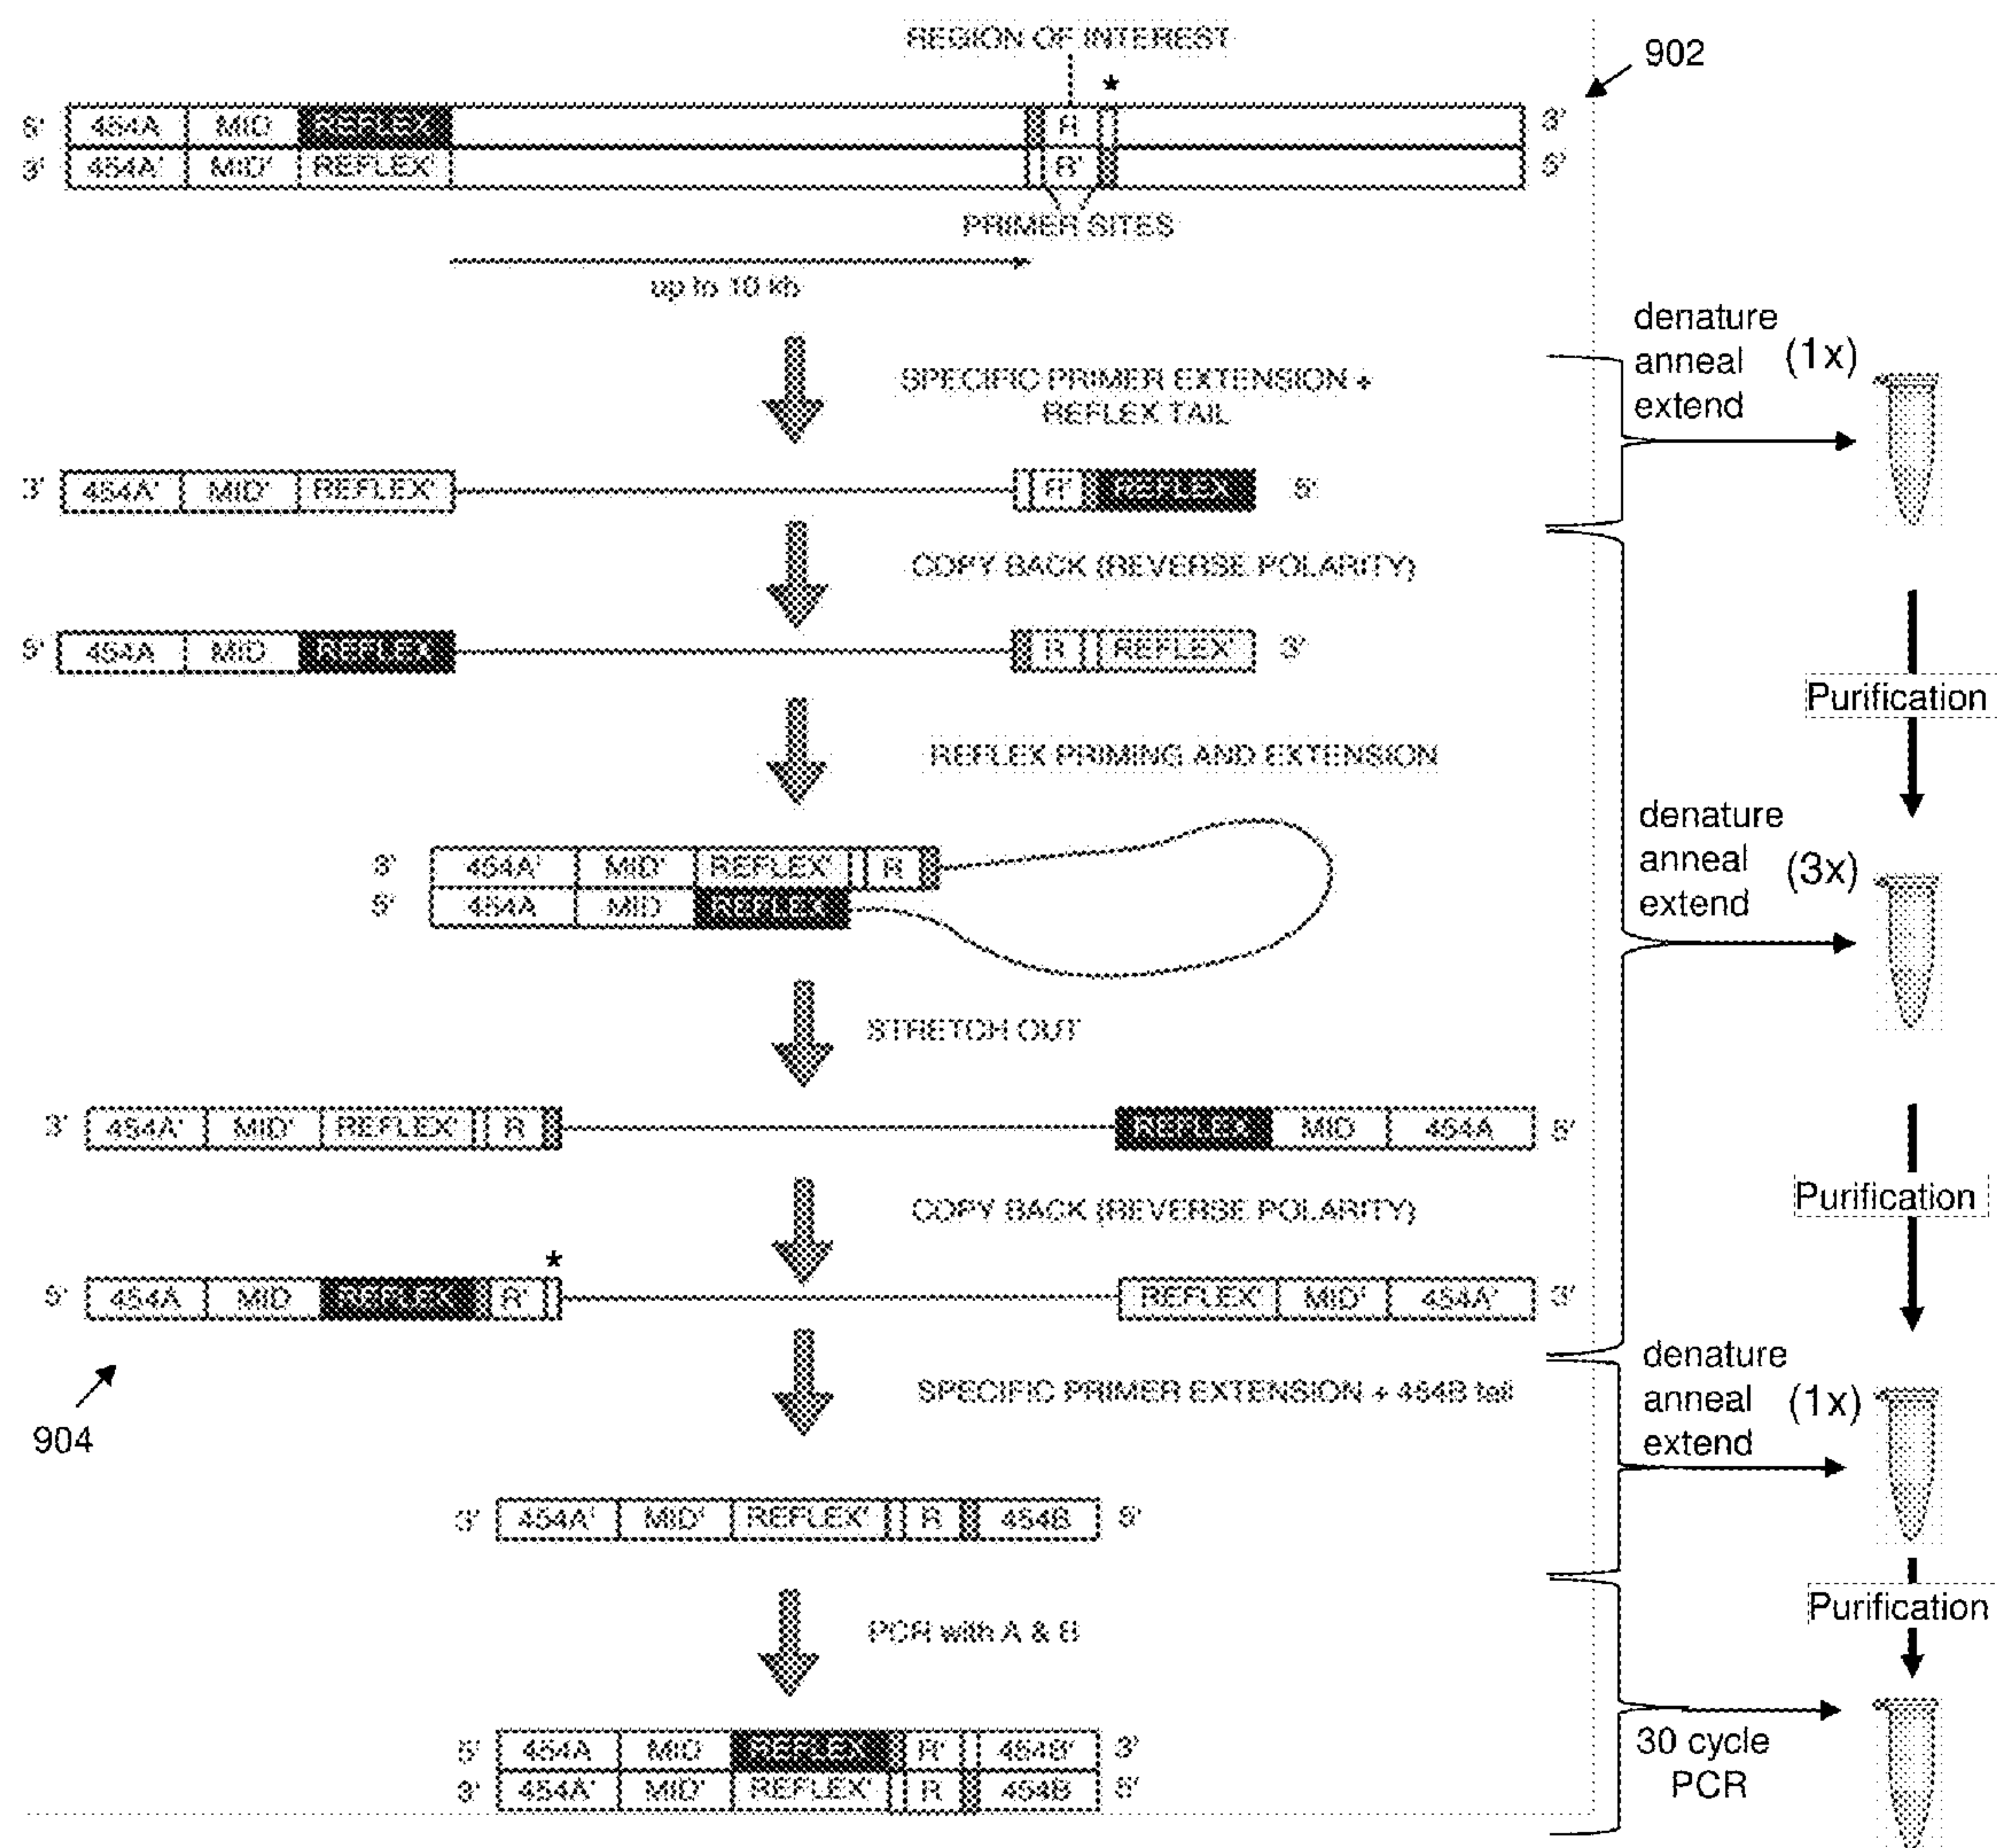 REGION OF INTEREST
902
*
5' 454A MID REFLEX R 3'
3' 454A' MID' REFLEX' R' 5'
PRIMER SITES
up to 10 kb
SPECIFIC PRIMER EXTENSION +
REFLEX TAIL
denature
anneal (1x)
extend
3' 454A' MID' REFLEX' R' REFLEX 5'
COPY BACK (REVERSE POLARITY)
5' 454A MID REFLEX R REFLEX' 3'
Purification
REFLEX PRIMING AND EXTENSION
denature
anneal (3x)
extend
3' 454A' MID' REFLEX' R
5' 454A MID REFLEX
STRETCH OUT
3' 454A' MID' REFLEX' R REFLEX MID 454A 5'
COPY BACK (REVERSE POLARITY)
Purification
*
5' 454A MID REFLEX R' REFLEX' MID' 454A' 3'
904
SPECIFIC PRIMER EXTENSION + 454B tail
denature
anneal (1x)
extend
3' 454A' MID' REFLEX' R 454B 5'
PCR with A & B
Purification
5' 454A MID REFLEX R' 454B' 3'
3' 454A' MID' REFLEX' R 454B 5'
30 cycle
PCR